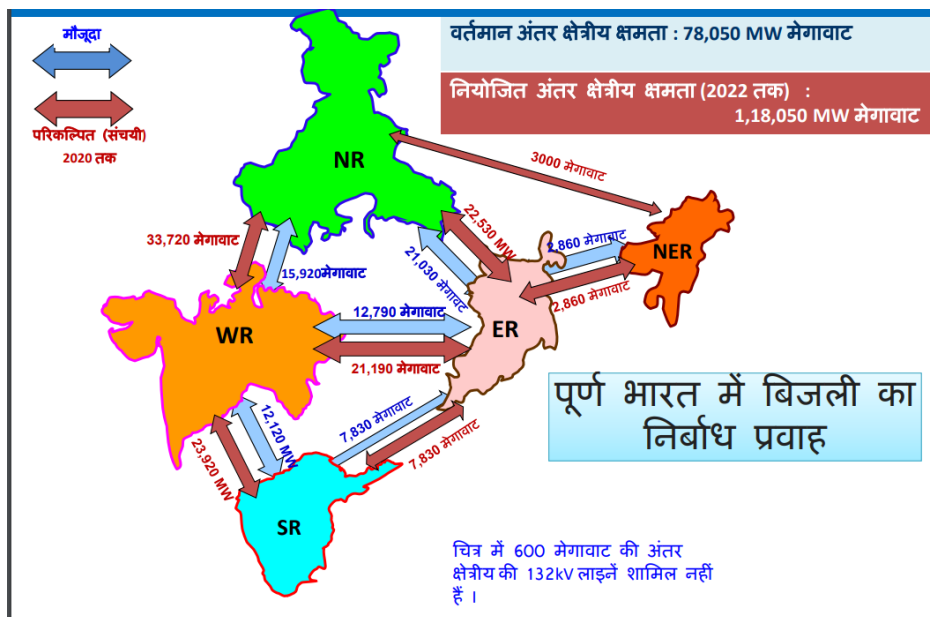 मौजूदा
परिकल्पित (संचयी)
2020 तक
वर्तमान अंतर क्षेत्रीय क्षमता : 78,050 MW मेगावाट
नियोजित अंतर क्षेत्रीय क्षमता (2022 तक) :
1,18,050 MW मेगावाट
NR
3000 मेगावाट
33,720 मेगावाट
15,920मेगावाट
22,530 MW
21,030 मेगावट
2,860 मेगावाट
NER
2,860 मेगावाट
WR
12,790 मेगावाट
ER
21,190 मेगावाट
12,120 MW
23,920 MW
7,830 मेगावाट
7,830 मेगावाट
SR
पूर्ण भारत में बिजली का
निर्बाध प्रवाह
चित्र में 600 मेगावाट की अंतर
क्षेत्रीय की 132kV लाइनें शामिल नहीं
हैं ।